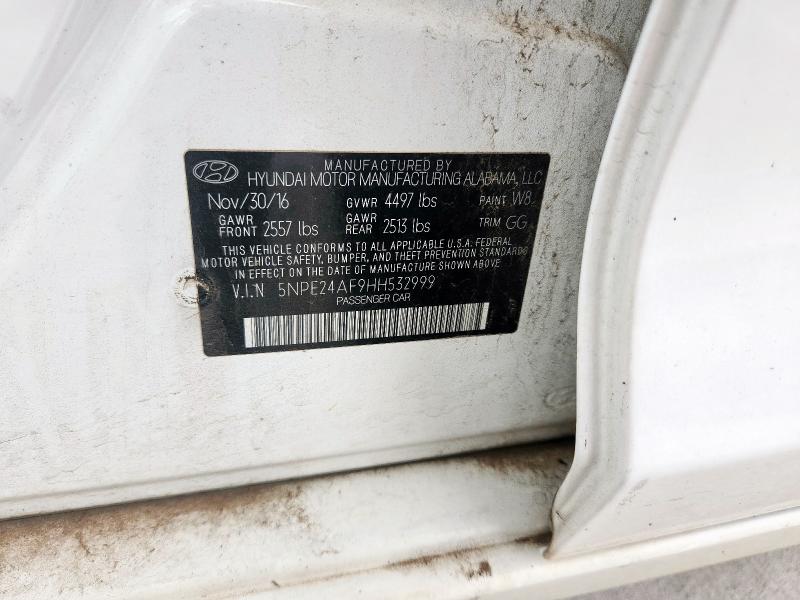 MANUFACTURED BY
HYUNDAI MOTOR MANUFACTURING ALABAMA, LLC
Nov/30/16 GVWR 4497 lbs PAINT W8
GAWR FRONT 2557 lbs GAWR REAR 2513 lbs TRIM GG
THIS VEHICLE CONFORMS TO ALL APPLICABLE U.S.A. FEDERAL
MOTOR VEHICLE SAFETY, BUMPER, AND THEFT PREVENTION STANDARDS
IN EFFECT ON THE DATE OF MANUFACTURE SHOWN ABOVE
V.I.N 5NPE24AF9HH532999
PASSENGER CAR